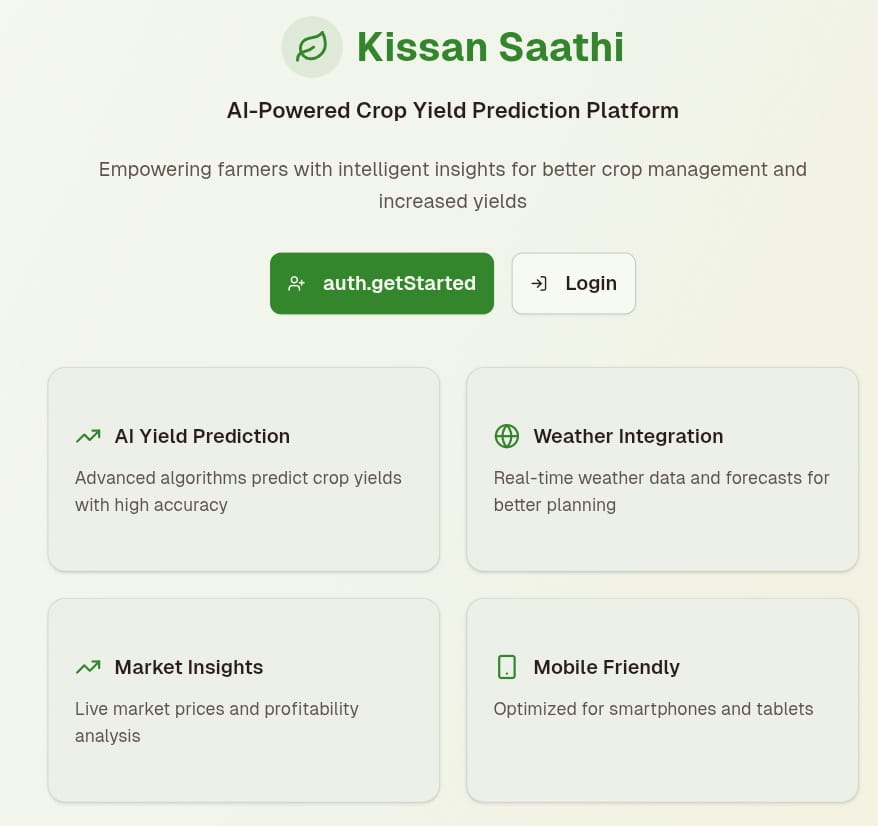 Kissan Saathi
AI-Powered Crop Yield Prediction Platform
Empowering farmers with intelligent insights for better crop management and
increased yields
auth.getStarted
Login
AI Yield Prediction
Advanced algorithms predict crop yields
with high accuracy
Weather Integration
Real-time weather data and forecasts for
better planning
Market Insights
Live market prices and profitability
analysis
Mobile Friendly
Optimized for smartphones and tablets